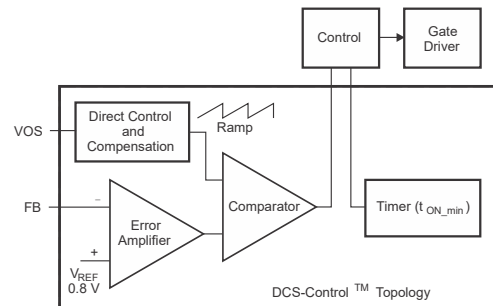 Control
Gate
Driver
VOS
Direct Control
and
Compensation
Ramp
FB
–
Error
Amplifier
Comparator
Timer (t ON_min)
+
VREF
0.8 V
DCS-Control TM Topology